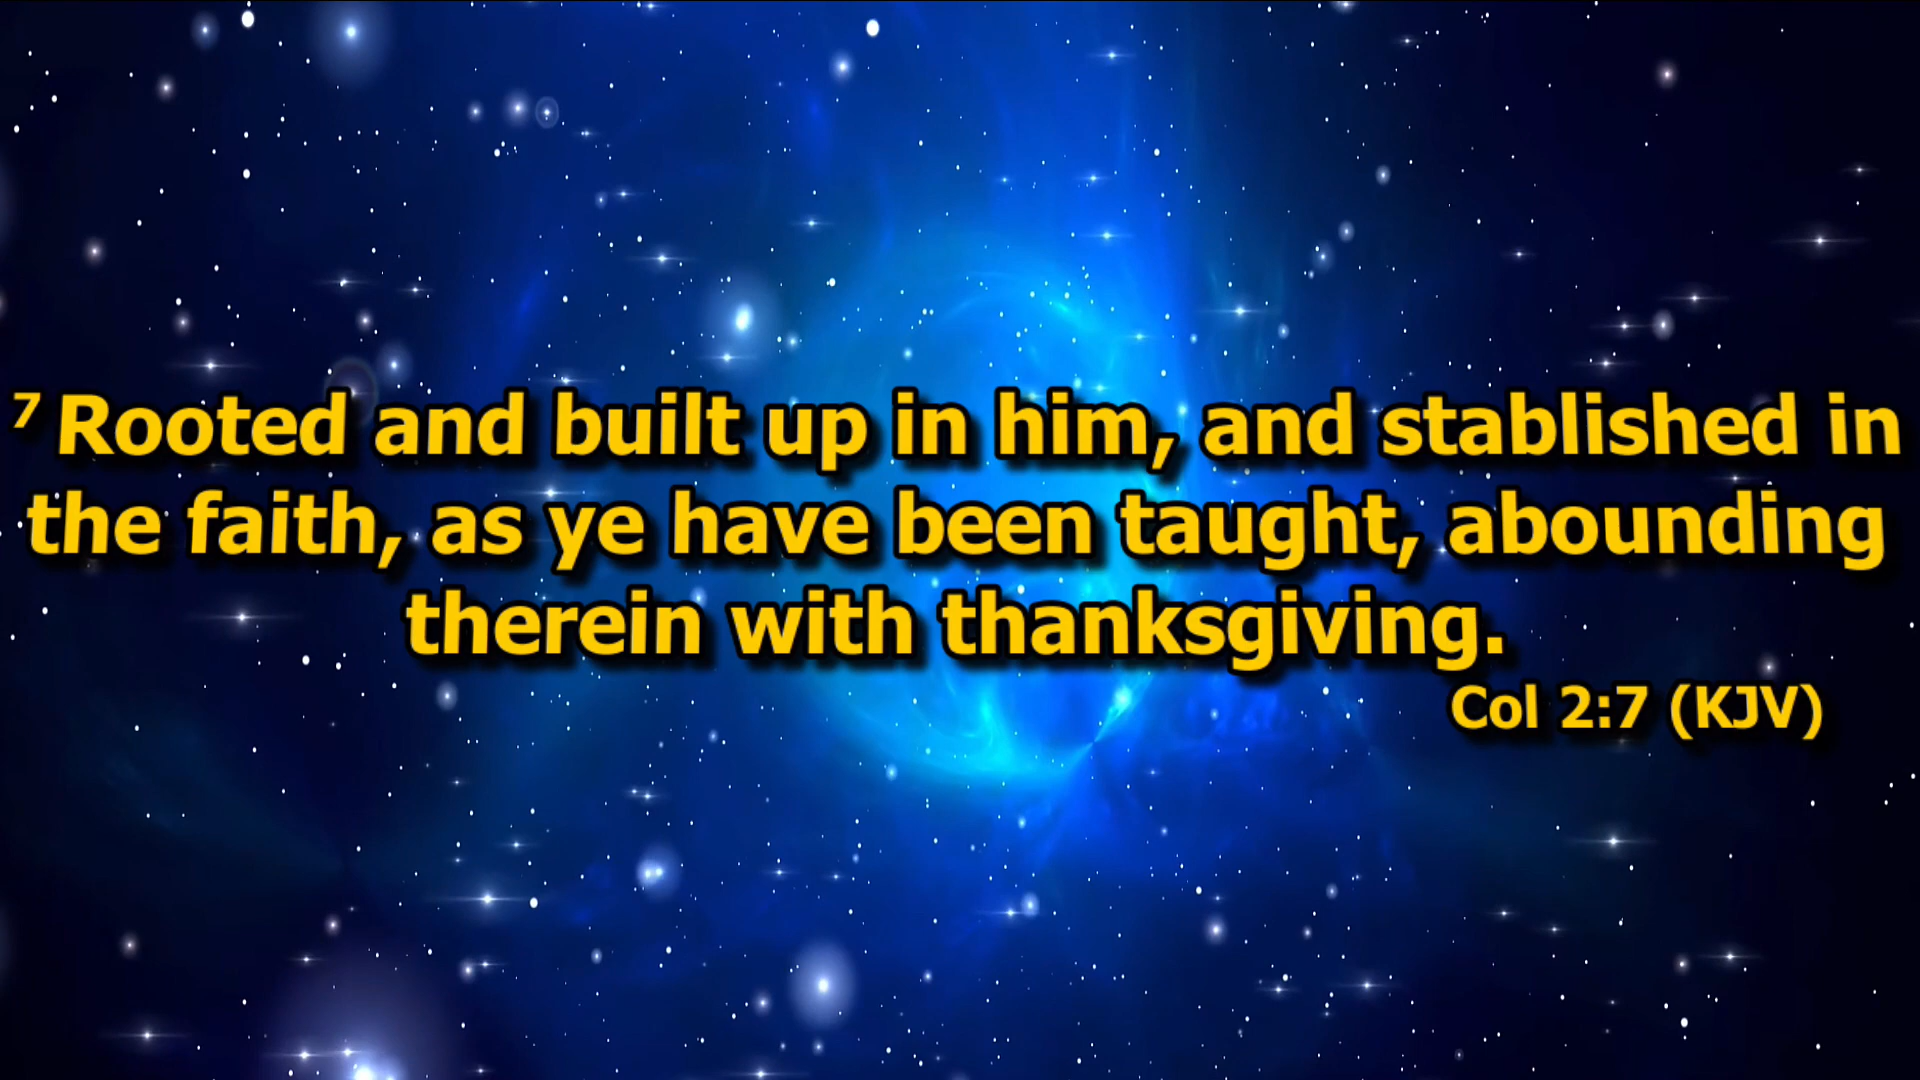 7 Rooted and built up in him, and stablished in
the faith, as ye have been taught, abounding
therein with thanksgiving.
Col 2:7 (KJV)